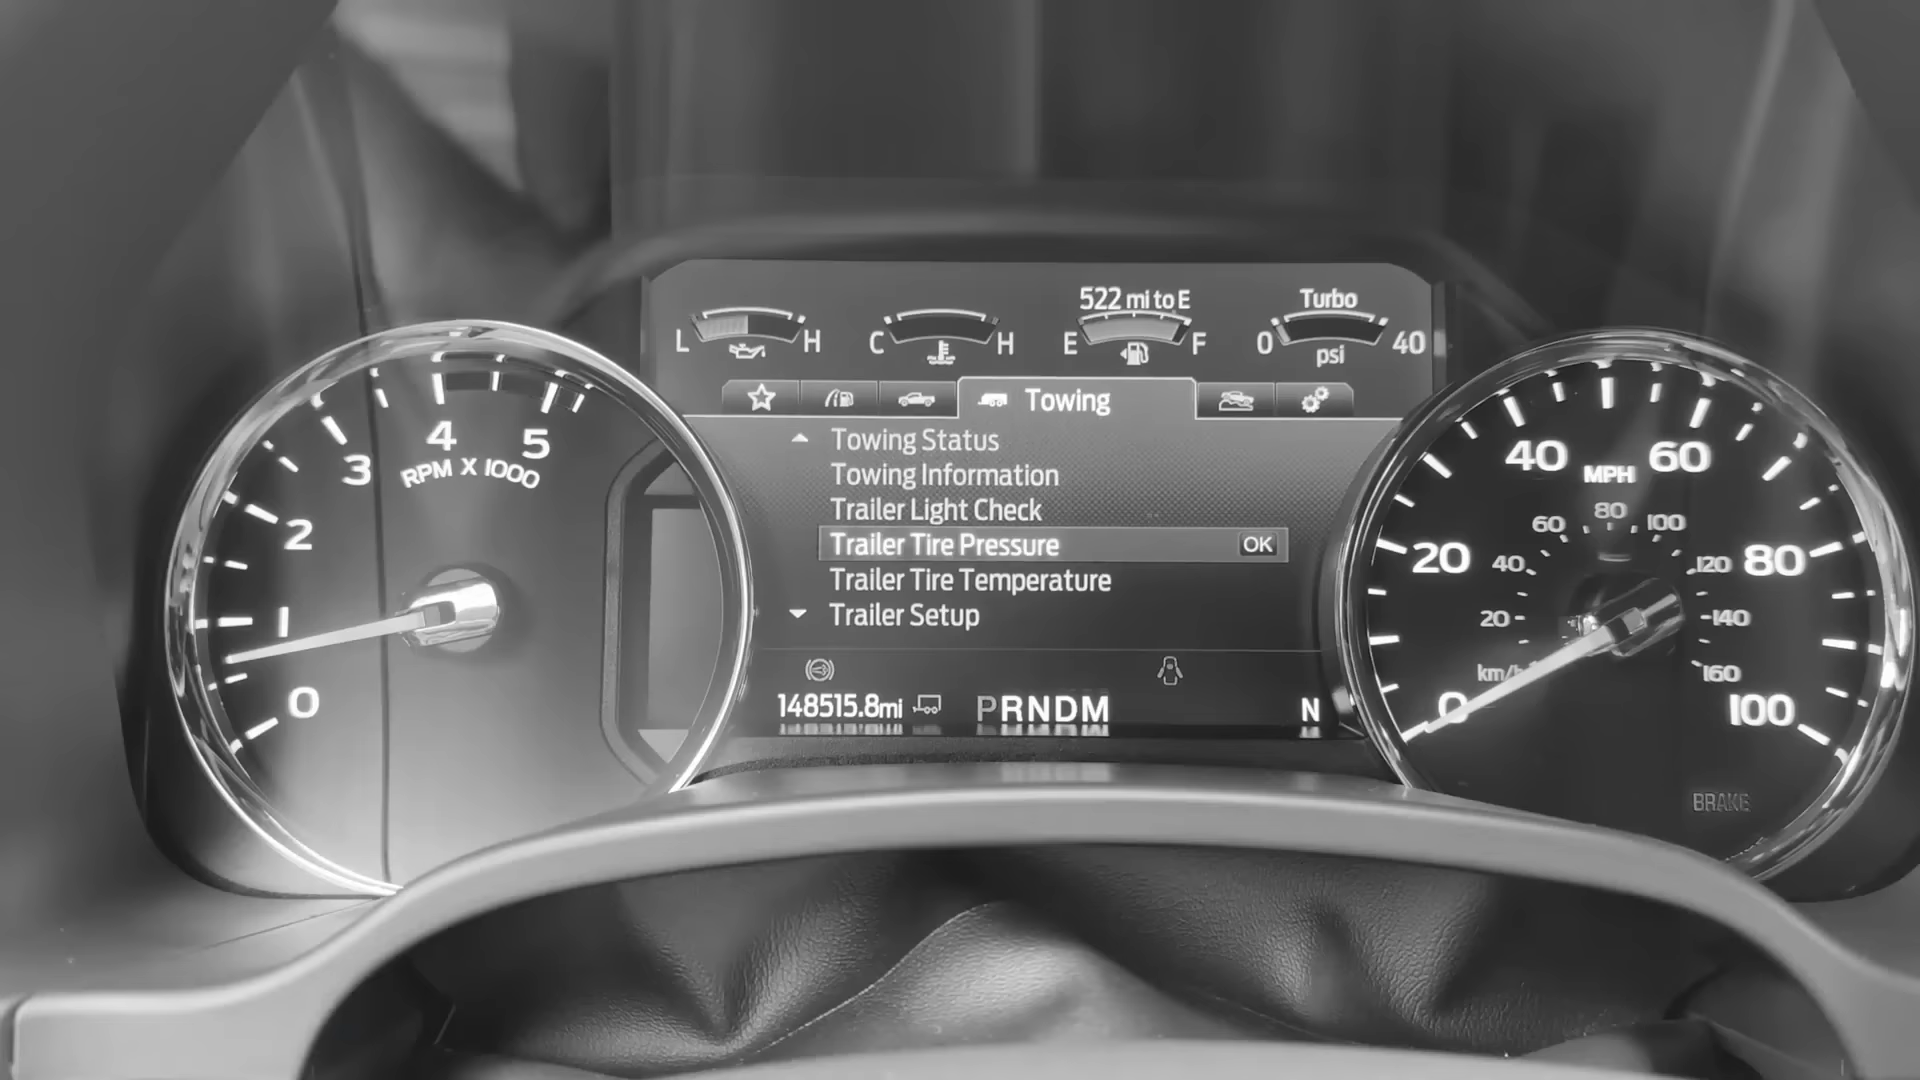 522 mi to E
Turbo
L H
C H
E F
0 40
psi
Towing
Towing Status
Towing Information
Trailer Light Check
Trailer Tire Pressure OK
Trailer Tire Temperature
Trailer Setup
148515.8mi
PRNDM
N
0
1
2
3
4
5
RPM X 1000
0
20
40
60
80
100
MPH
20
40
60
80
100
120
140
160
km/h
BRAKE